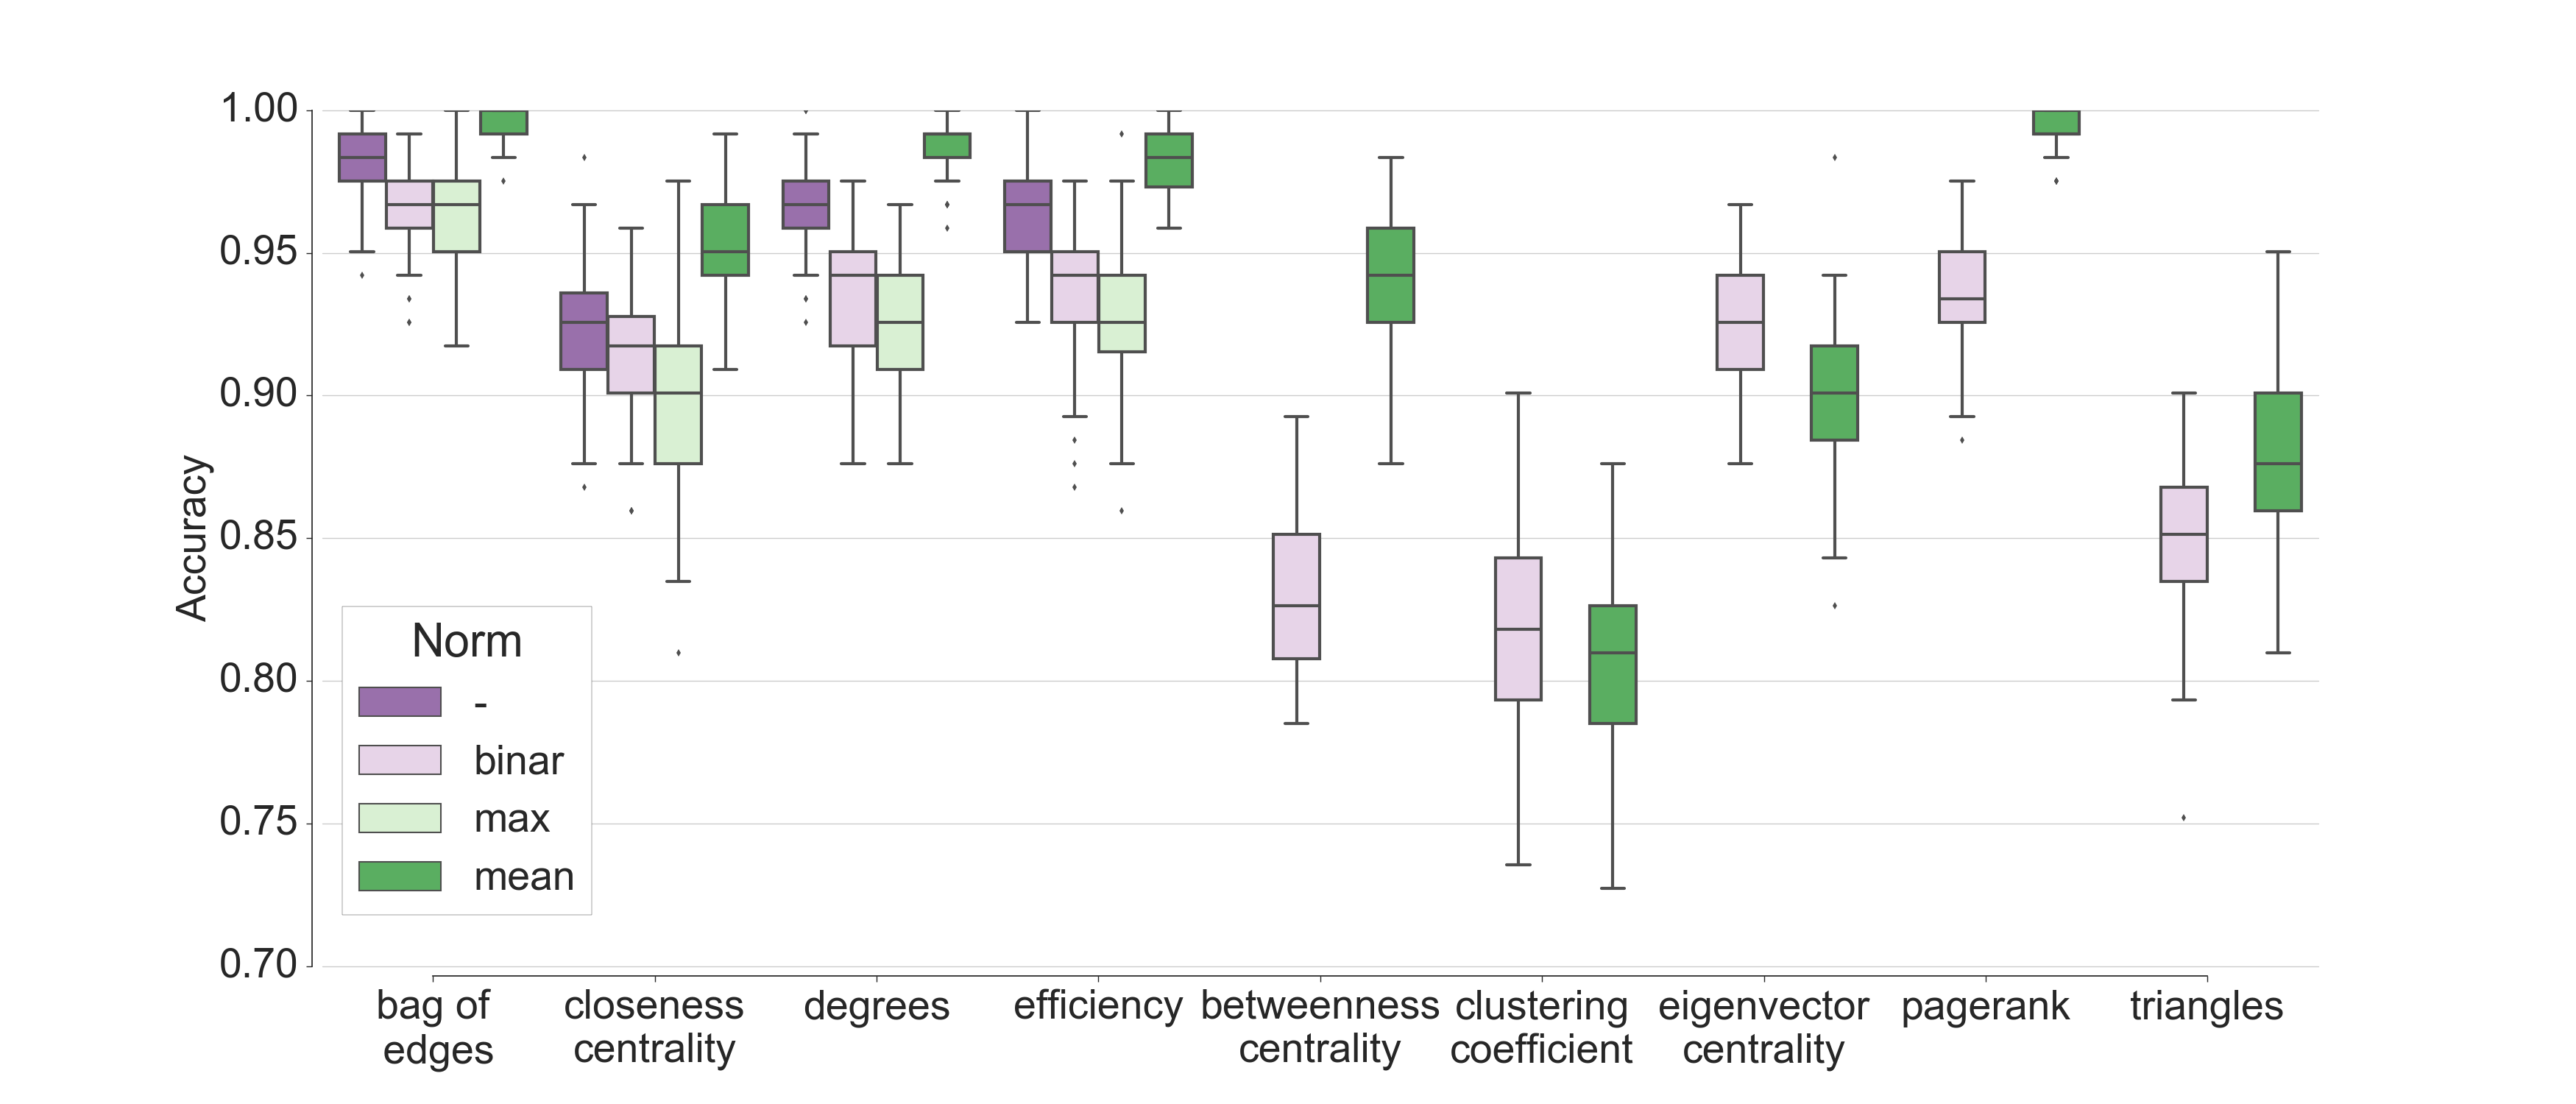 1.00
0.95
0.90
0.85
0.80
0.75
0.70
Accuracy
Norm
-
binar
max
mean
bag of
edges
closeness
centrality
degrees
efficiency
betweenness
centrality
clustering
coefficient
eigenvector
centrality
pagerank
triangles